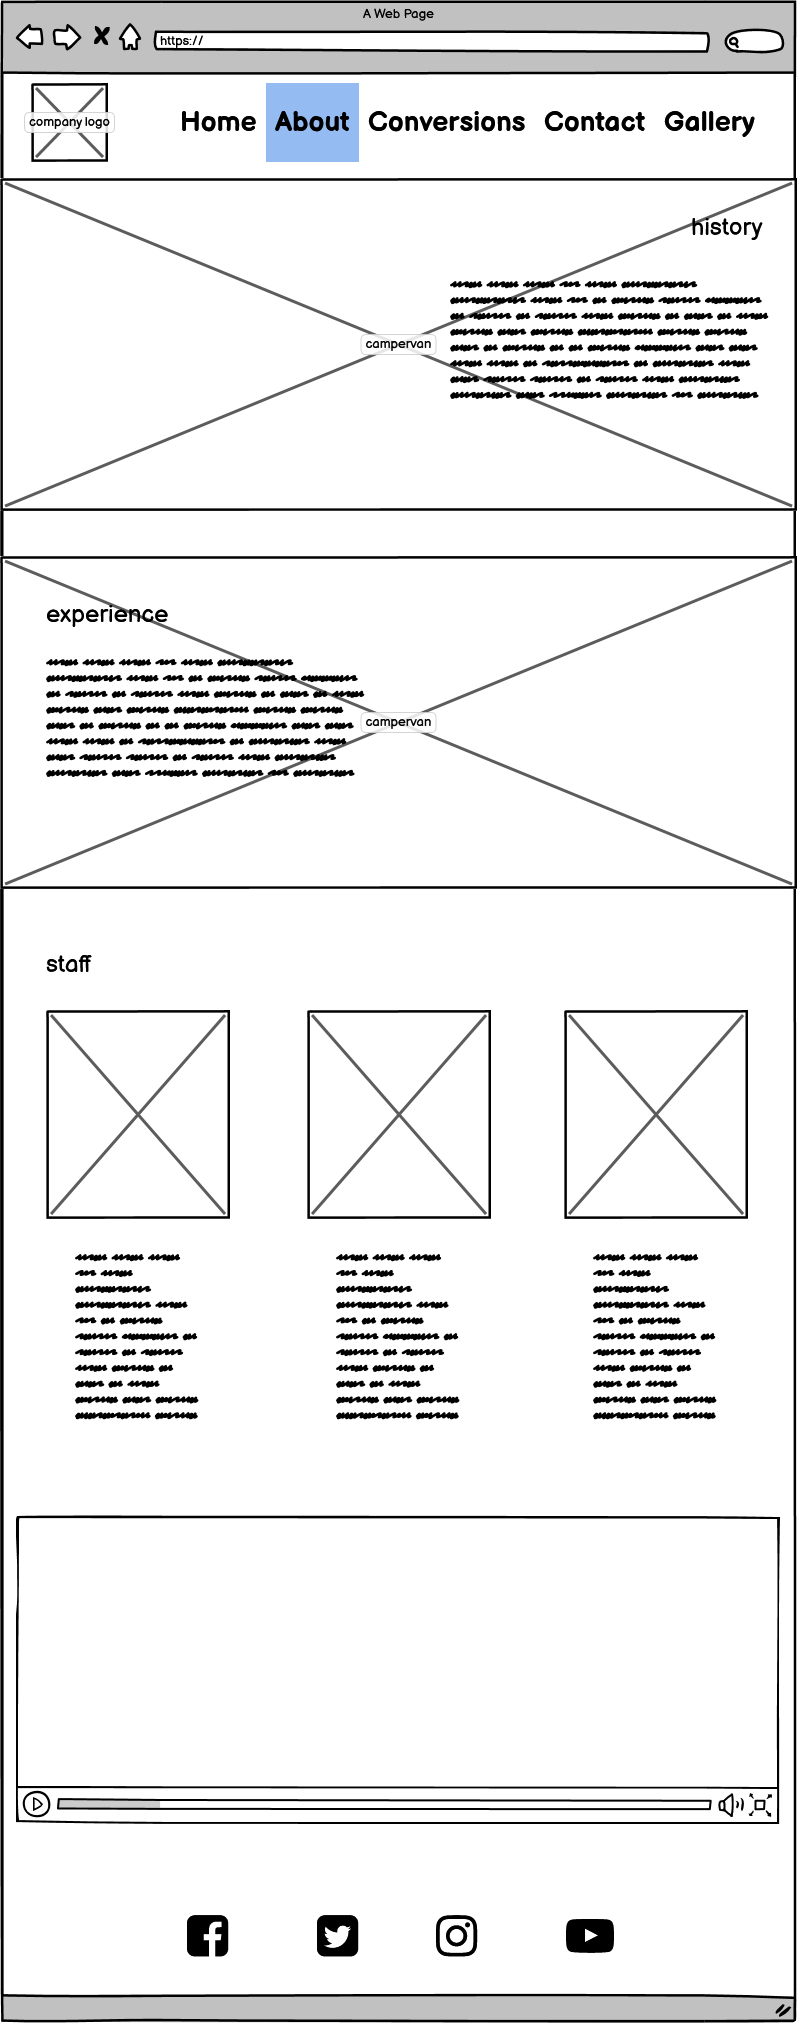 A Web Page
https://
company logo
Home About Conversions Contact Gallery
history
campervan
experience
campervan
staff